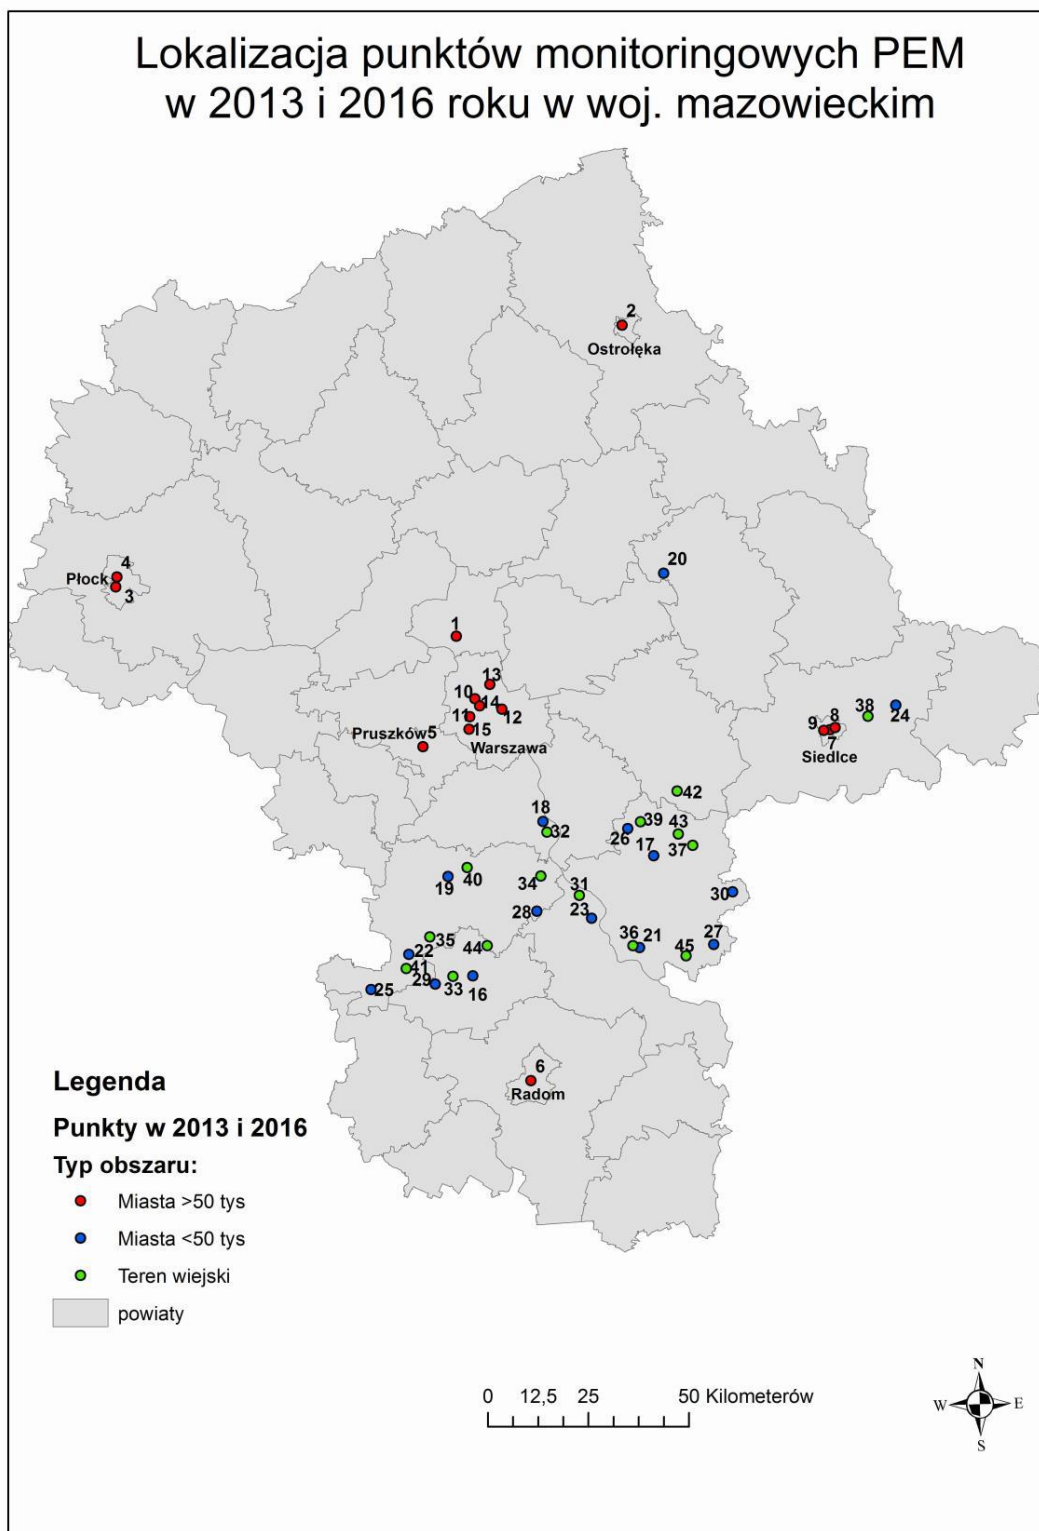 Lokalizacja punktów monitoringowych PEM
w 2013 i 2016 roku w woj. mazowieckim
2
Ostrołęka
20
4
Płock
3
1
13
10
14
11
12
15
Pruszków 5
Warszawa
38
24
8
9
7
Siedlce
42
18
32
39
43
26
17
37
19
40
34
31
30
28
23
35
44
36
21
27
22
45
41
29
33
16
25
6
Radom
Legenda
Punkty w 2013 i 2016
Typ obszaru:
Miasta >50 tys
Miasta <50 tys
Teren wiejski
powiaty
0 12,5 25 50 Kilometerów
N
W E
S